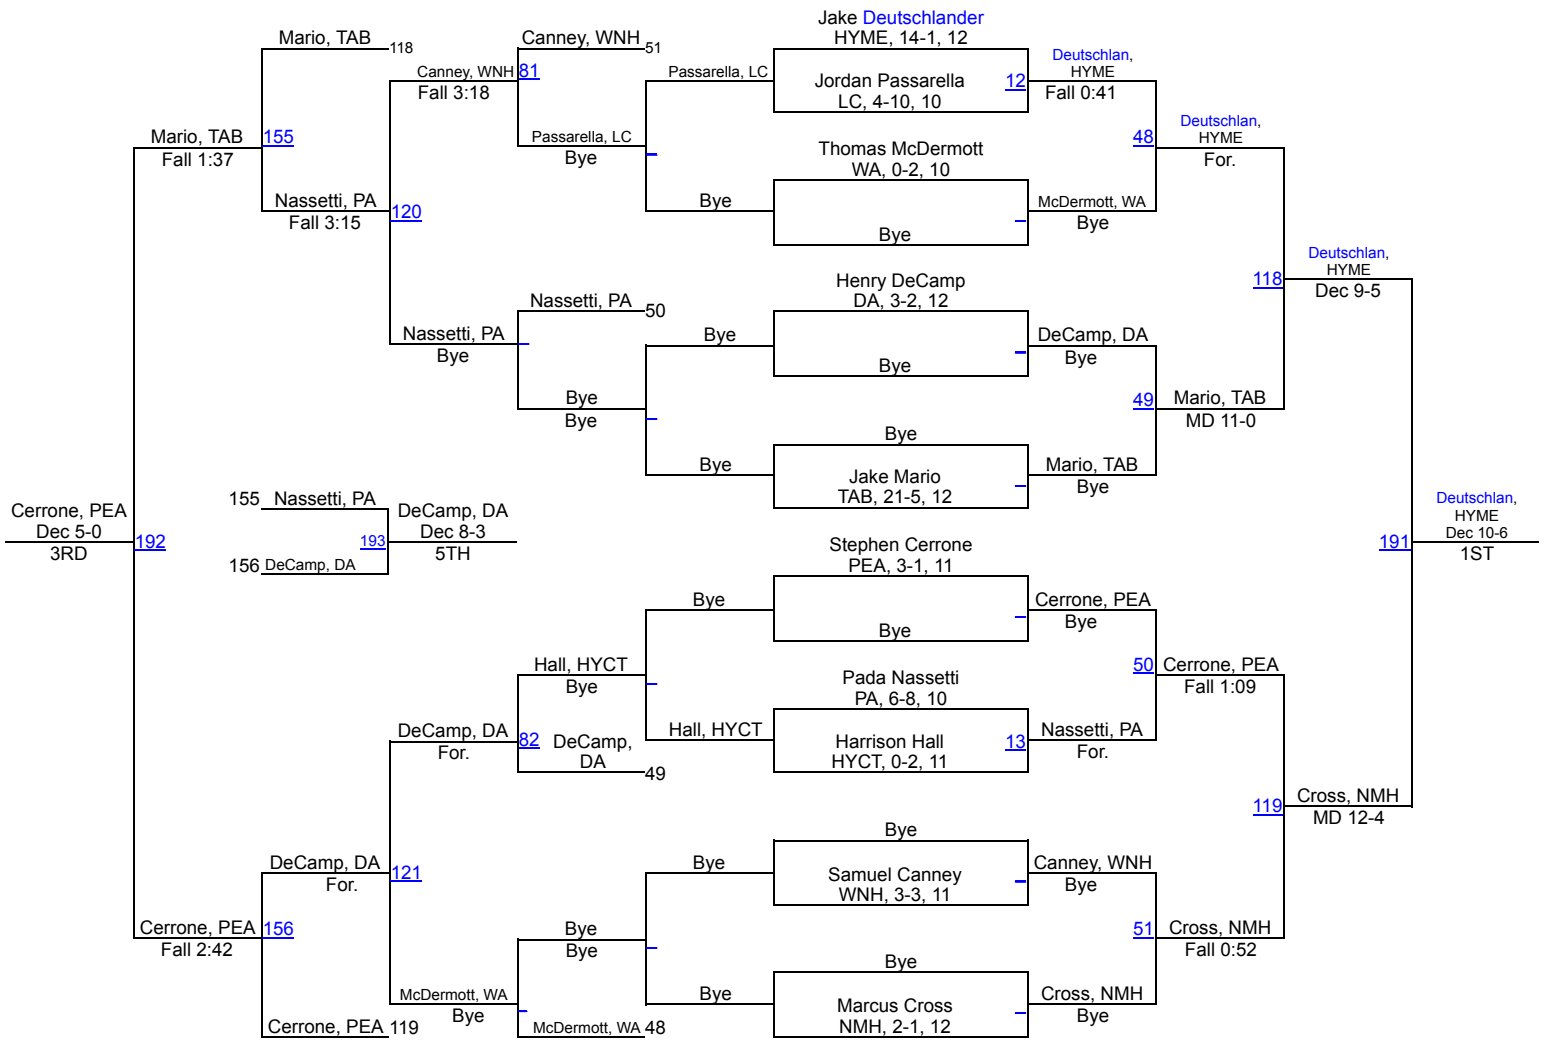 Jake Deutschlander
HYME, 14-1, 12
Mario, TAB
118
Canney, WNH
51
Canney, WNH
81
Fall 3:18
Passarella, LC
Jordan Passarella
LC, 4-10, 10
12
Deutschlan,
HYME
Fall 0:41
Mario, TAB
155
Fall 1:37
Passarella, LC
Bye
Thomas McDermott
WA, 0-2, 10
48
Deutschlan,
HYME
For.
Nassetti, PA
120
Fall 3:15
Bye
Bye
McDermott, WA
Bye
Nassetti, PA
50
Henry DeCamp
DA, 3-2, 12
118
Deutschlan,
HYME
Dec 9-5
Nassetti, PA
Bye
Bye
Bye
DeCamp, DA
Bye
Bye
Bye
49
Mario, TAB
MD 11-0
Bye
Bye
Jake Mario
TAB, 21-5, 12
Mario, TAB
Bye
Cerrone, PEA
Dec 5-0
3RD
192
155
Nassetti, PA
193
156
DeCamp, DA
DeCamp, DA
Dec 8-3
5TH
191
Deutschlan,
HYME
Dec 10-6
1ST
Stephen Cerrone
PEA, 3-1, 11
Bye
Bye
Cerrone, PEA
Bye
Hall, HYCT
Bye
Pada Nassetti
PA, 6-8, 10
50
Cerrone, PEA
Fall 1:09
DeCamp, DA
For.
82
DeCamp,
DA
49
Hall, HYCT
Harrison Hall
HYCT, 0-2, 11
13
Nassetti, PA
For.
119
Cross, NMH
MD 12-4
DeCamp, DA
For.
121
Bye
Bye
Samuel Canney
WNH, 3-3, 11
Canney, WNH
Bye
Cerrone, PEA
Fall 2:42
156
Bye
Bye
51
Cross, NMH
Fall 0:52
McDermott, WA
Bye
Bye
Bye
Marcus Cross
NMH, 2-1, 12
Cross, NMH
Bye
Cerrone, PEA
119
McDermott, WA
48